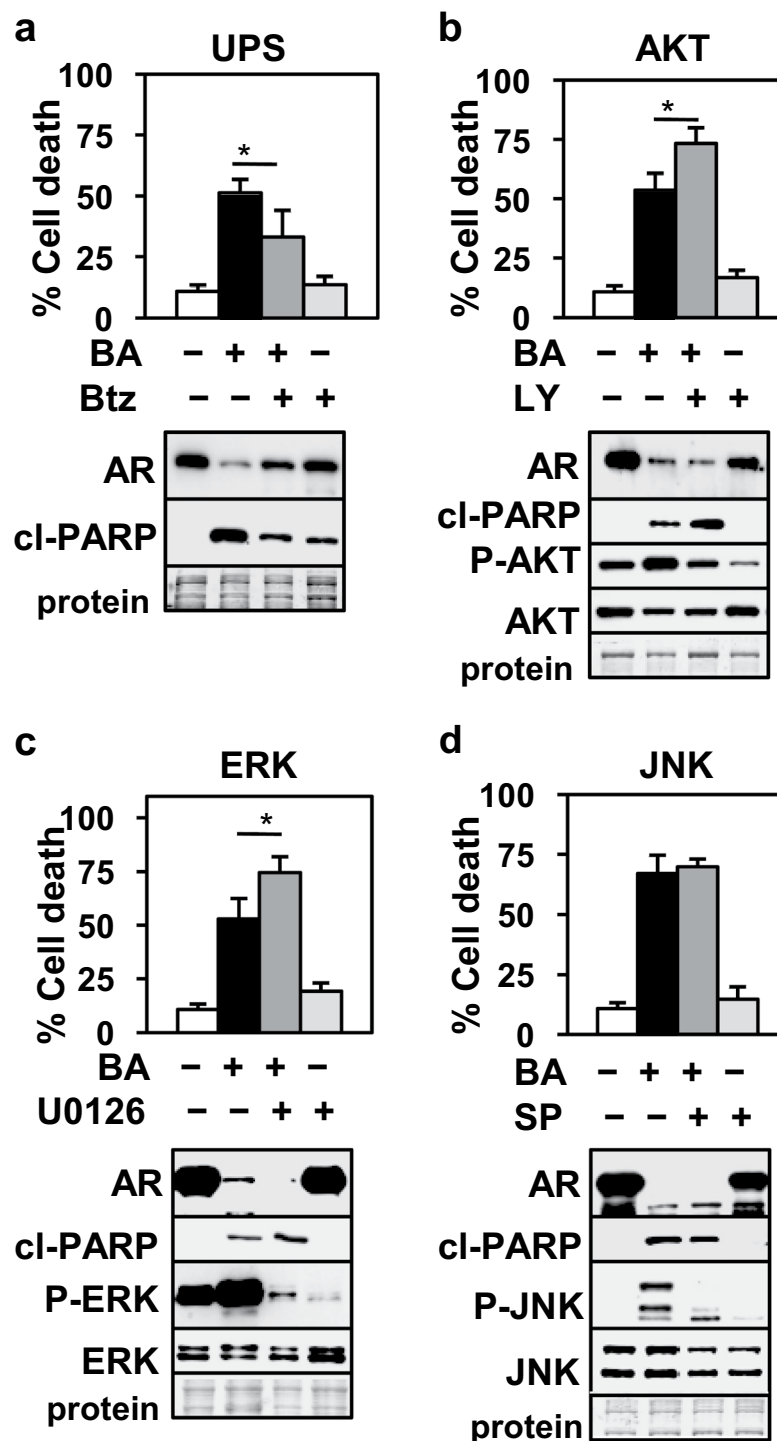 a
UPS
% Cell death
100
75
50
25
0
*
BA − + + −
Btz − − + +
AR
cl-PARP
protein
b
AKT
% Cell death
100
75
50
25
0
*
BA − + + −
LY − − + +
AR
cl-PARP
P-AKT
AKT
protein
c
ERK
% Cell death
100
75
50
25
0
*
BA − + + −
U0126 − − + +
AR
cl-PARP
P-ERK
ERK
protein
d
JNK
% Cell death
100
75
50
25
0
BA − + + −
SP − − + +
AR
cl-PARP
P-JNK
JNK
protein